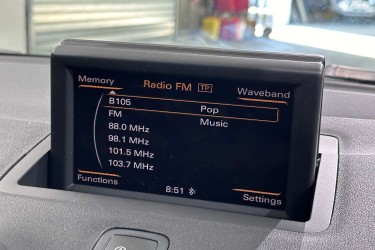 Memory
Radio FM TP
Waveband
B105 Pop
FM Music
88.0 MHz
98.1 MHz
101.5 MHz
103.7 MHz
Functions
8:51
Settings